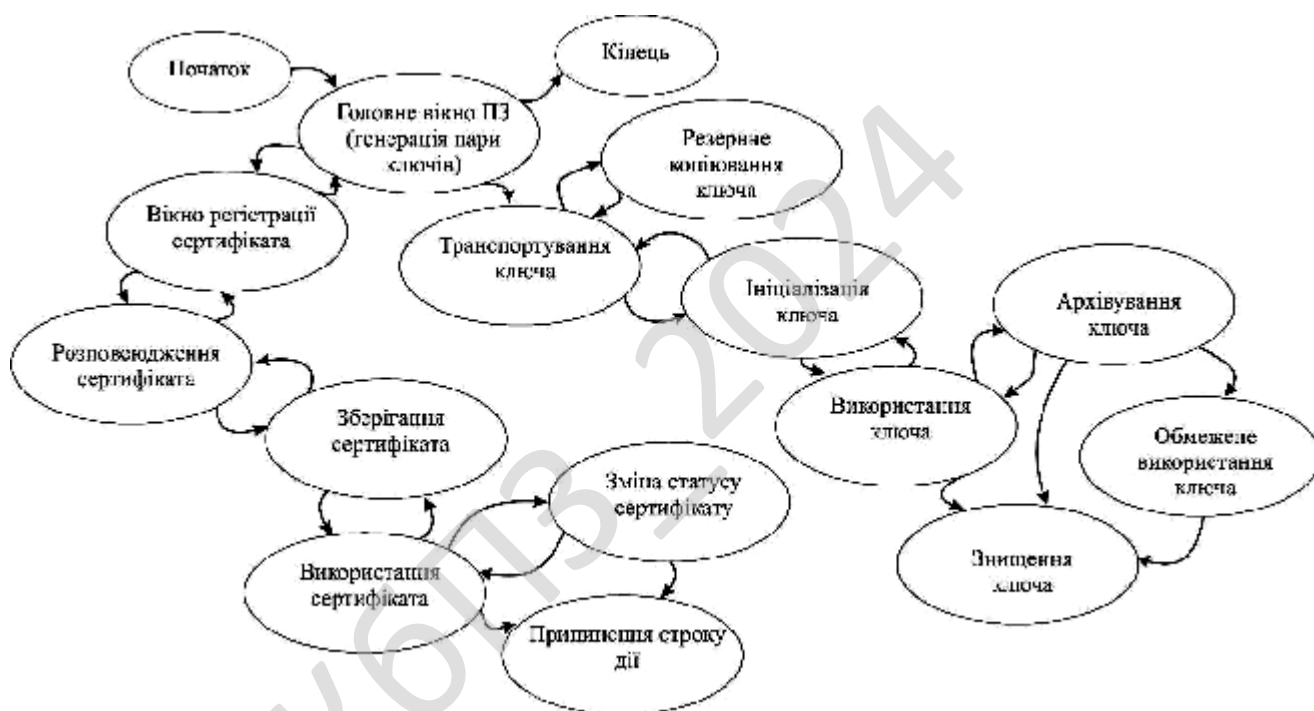 Початок
Кінець
Головне вікно ПЗ
(генерація пари
ключів)
Резервне
копіювання
ключа
Вікно регістрації
сертифіката
Транспортування
ключа
Ініціалізація
ключа
Архівування
ключа
Розповсюдження
сертифіката
Зберігання
сертифіката
Використання
ключа
Обмежене
використання
ключа
Зміна статусу
сертифікату
Використання
сертифіката
Знищення
ключа
Припинення строку
дії
КбПЗ_2024